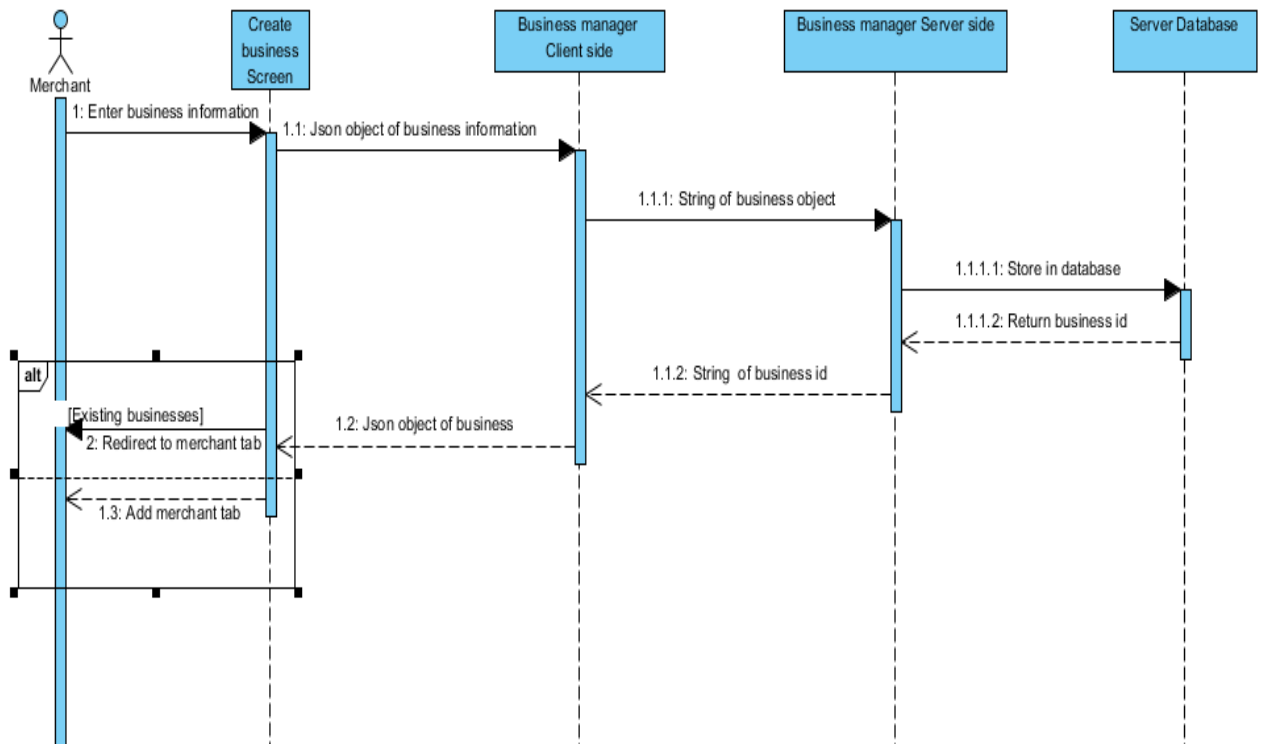 Create
business
Screen
Business manager
Client side
Business manager Server side
Server Database
Merchant
1: Enter business information
1.1: Json object of business information
1.1.1: String of business object
1.1.1.1: Store in database
1.1.1.2: Return business id
1.1.2: String of business id
alt
[Existing businesses]
1.2: Json object of business
2: Redirect to merchant tab
1.3: Add merchant tab